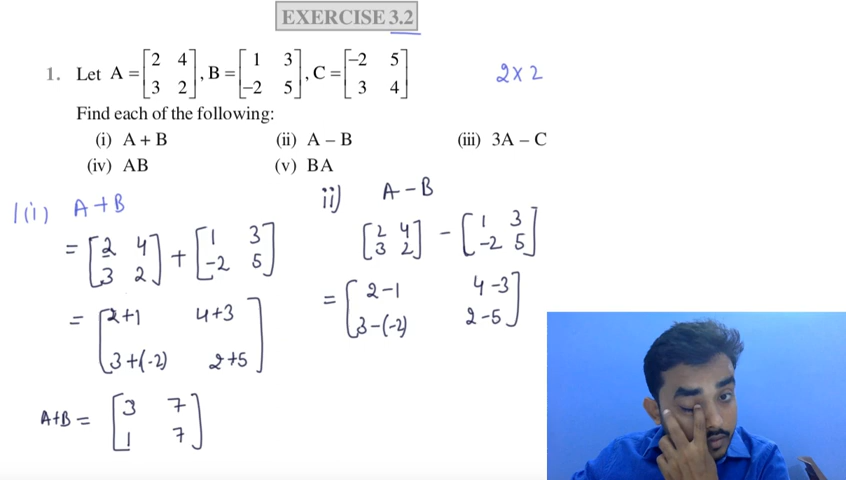 EXERCISE 3.2
1. Let A = [2 4; 3 2], B = [1 3; –2 5], C = [–2 5; 3 4]
2×2
Find each of the following:
(i) A + B (ii) A – B (iii) 3A – C
(iv) AB (v) BA
1(i) A+B
= [2 4; 3 2] + [1 3; -2 5]
= [2+1 4+3; 3+(-2) 2+5]
A+B = [3 7; 1 7]
ii) A-B
[2 4; 3 2] - [1 3; -2 5]
= [2-1 4-3; 3-(-2) 2-5]